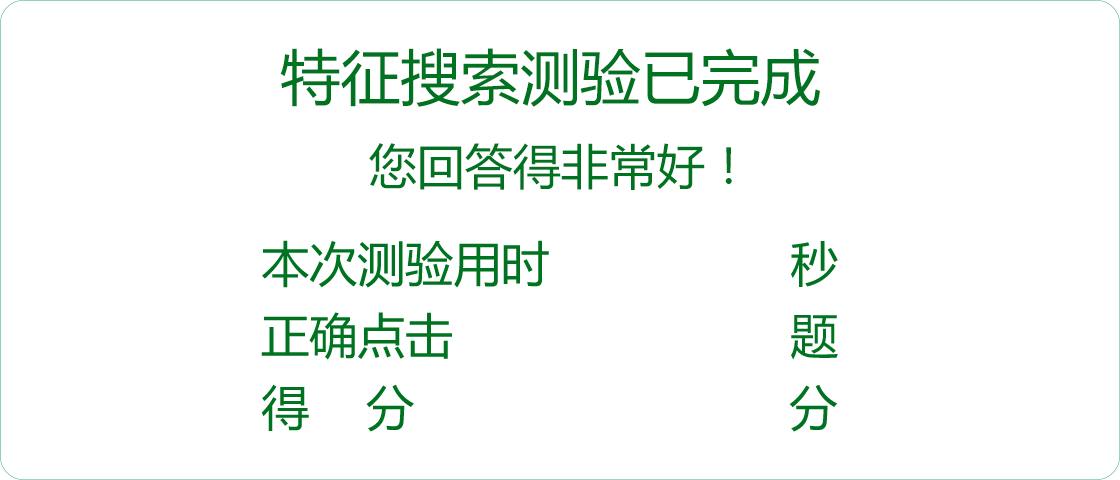 特征搜索测验已完成
您回答得非常好！
本次测验用时 秒
正确点击 题
得 分 分